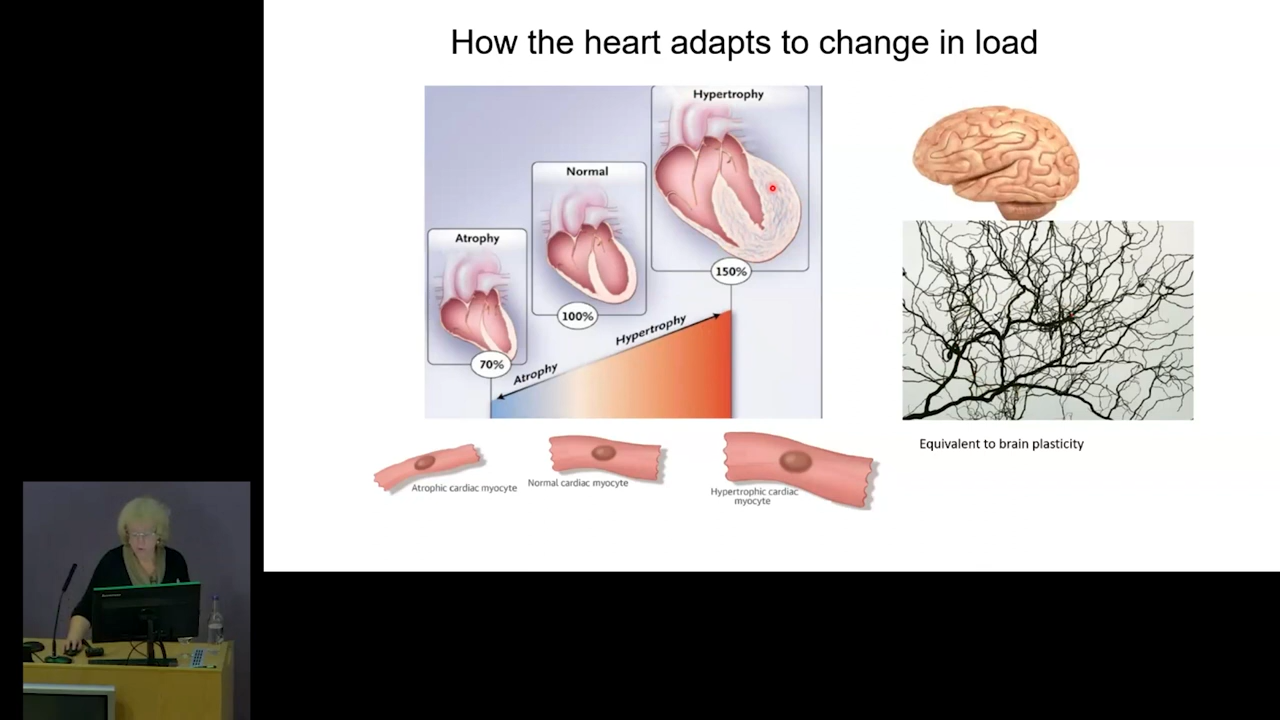 How the heart adapts to change in load
Hypertrophy
Normal
Atrophy
150%
100%
70%
Hypertrophy
Atrophy
Equivalent to brain plasticity
Atrophic cardiac myocyte
Normal cardiac myocyte
Hypertrophic cardiac
myocyte